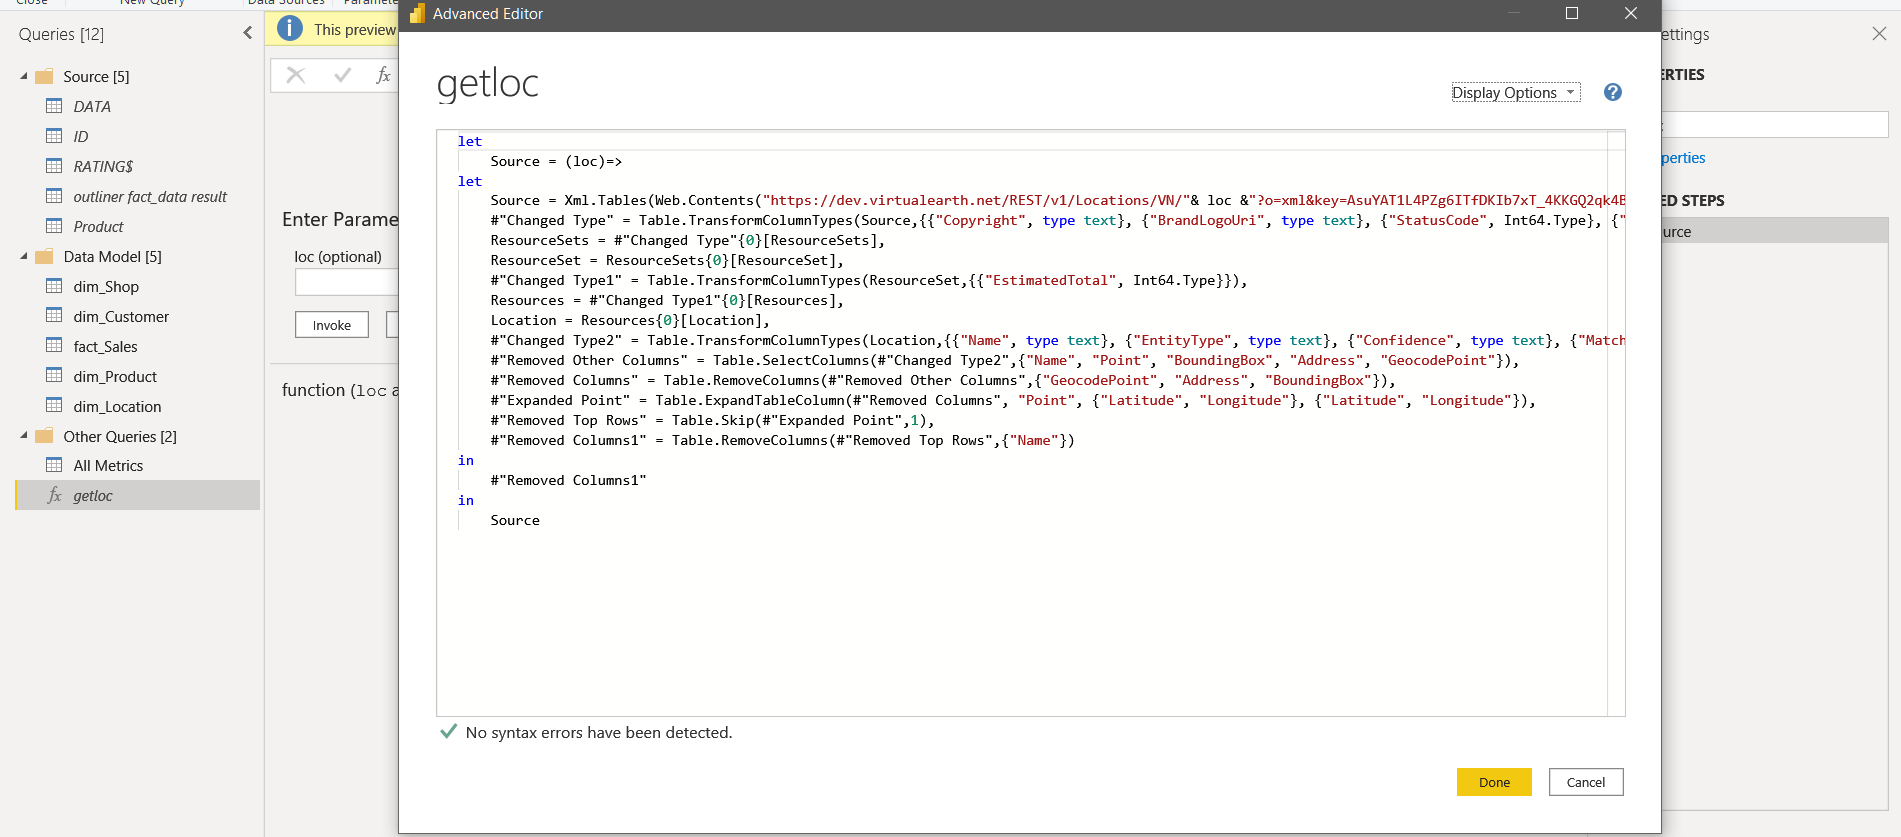 Close
New Query
Data Sources
Advanced Editor
Queries [12]
Source [5]
DATA
ID
RATING$
outliner fact_data result
Product
Data Model [5]
dim_Shop
dim_Customer
fact_Sales
dim_Product
dim_Location
Other Queries [2]
All Metrics
getloc
This preview
fx
Enter Parame
loc (optional)
Invoke
function (loc a
getloc
Display Options
?
let
Source = (loc)=>
let
Source = Xml.Tables(Web.Contents("https://dev.virtualearth.net/REST/v1/Locations/VN/"& loc &"?o=xml&key=AsuYAT1L4PZg6ITfDKIb7xT_4KKGQ2qk4B
#"Changed Type" = Table.TransformColumnTypes(Source,{{"Copyright", type text}, {"BrandLogoUri", type text}, {"StatusCode", Int64.Type}, {"
ResourceSets = #"Changed Type"{0}[ResourceSets],
ResourceSet = ResourceSets{0}[ResourceSet],
#"Changed Type1" = Table.TransformColumnTypes(ResourceSet,{{"EstimatedTotal", Int64.Type}}),
Resources = #"Changed Type1"{0}[Resources],
Location = Resources{0}[Location],
#"Changed Type2" = Table.TransformColumnTypes(Location,{{"Name", type text}, {"EntityType", type text}, {"Confidence", type text}, {"Match
#"Removed Other Columns" = Table.SelectColumns(#"Changed Type2",{"Name", "Point", "BoundingBox", "Address", "GeocodePoint"}),
#"Removed Columns" = Table.RemoveColumns(#"Removed Other Columns",{"GeocodePoint", "Address", "BoundingBox"}),
#"Expanded Point" = Table.ExpandTableColumn(#"Removed Columns", "Point", {"Latitude", "Longitude"}, {"Latitude", "Longitude"}),
#"Removed Top Rows" = Table.Skip(#"Expanded Point",1),
#"Removed Columns1" = Table.RemoveColumns(#"Removed Top Rows",{"Name"})
in
#"Removed Columns1"
in
Source
No syntax errors have been detected.
Done
Cancel
ettings
ERTIES
perties
ED STEPS
urce